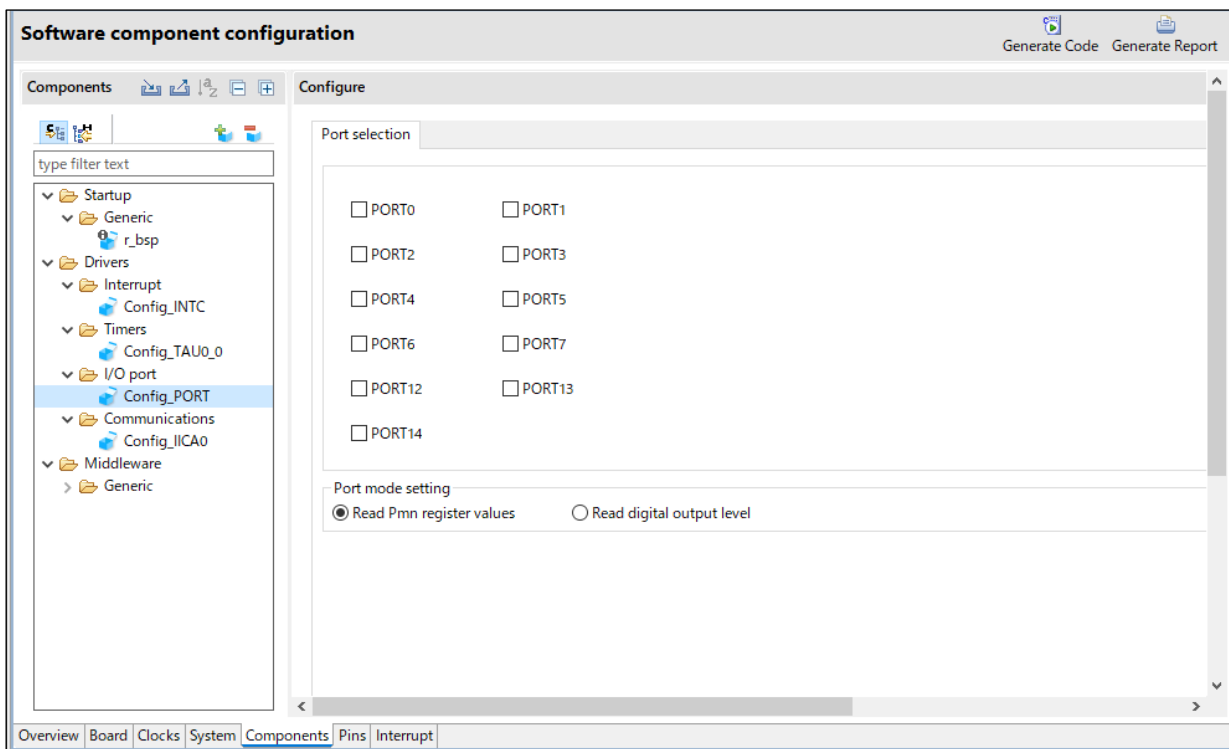 Software component configuration
Generate Code Generate Report
Components
Configure
type filter text
Startup
Generic
r_bsp
Drivers
Interrupt
Config_INTC
Timers
Config_TAU0_0
I/O port
Config_PORT
Communications
Config_IICA0
Middleware
Generic
Port selection
PORT0 PORT1
PORT2 PORT3
PORT4 PORT5
PORT6 PORT7
PORT12 PORT13
PORT14
Port mode setting
Read Pmn register values Read digital output level
Overview Board Clocks System Components Pins Interrupt